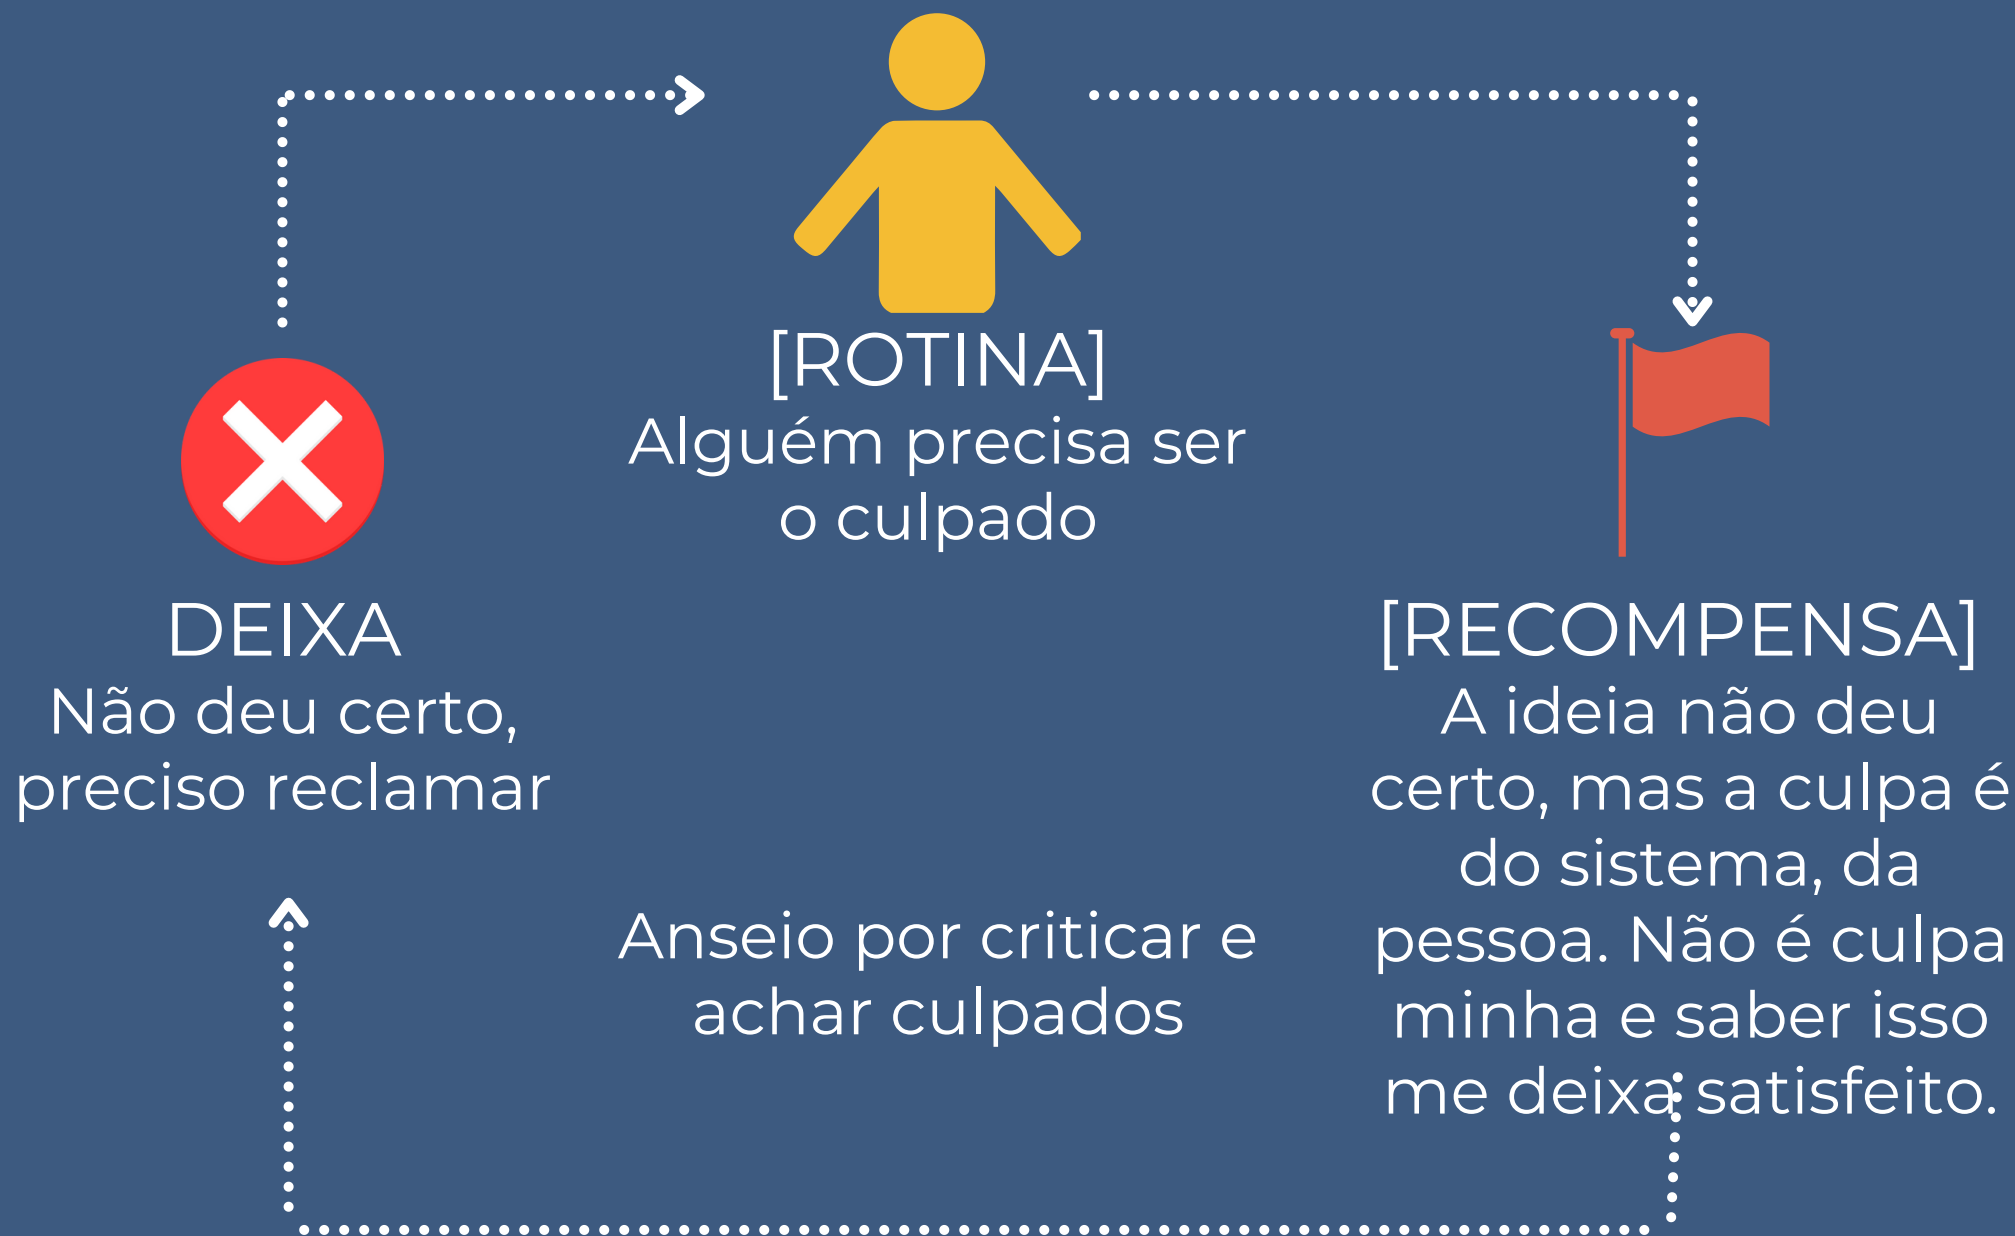 [ROTINA]
Alguém precisa ser
o culpado
DEIXA
Não deu certo,
preciso reclamar
[RECOMPENSA]
A ideia não deu
certo, mas a culpa é
do sistema, da
pessoa. Não é culpa
minha e saber isso
me deixa satisfeito.
Anseio por criticar e
achar culpados